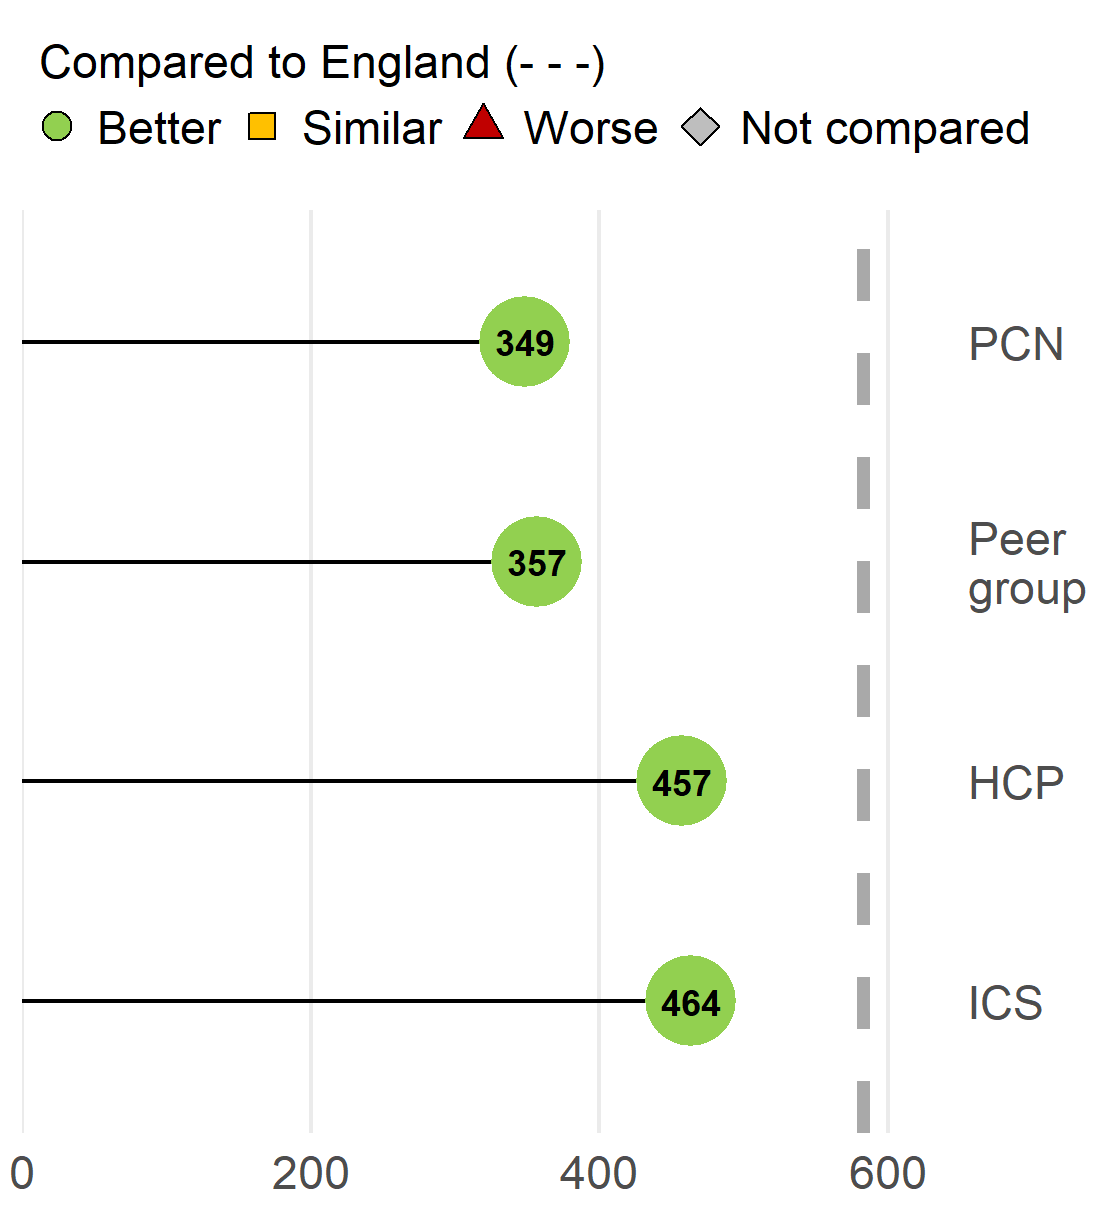 Compared to England (- - -)
Better Similar Worse Not compared
349 PCN
357 Peer
group
457 HCP
464 ICS
0 200 400 600